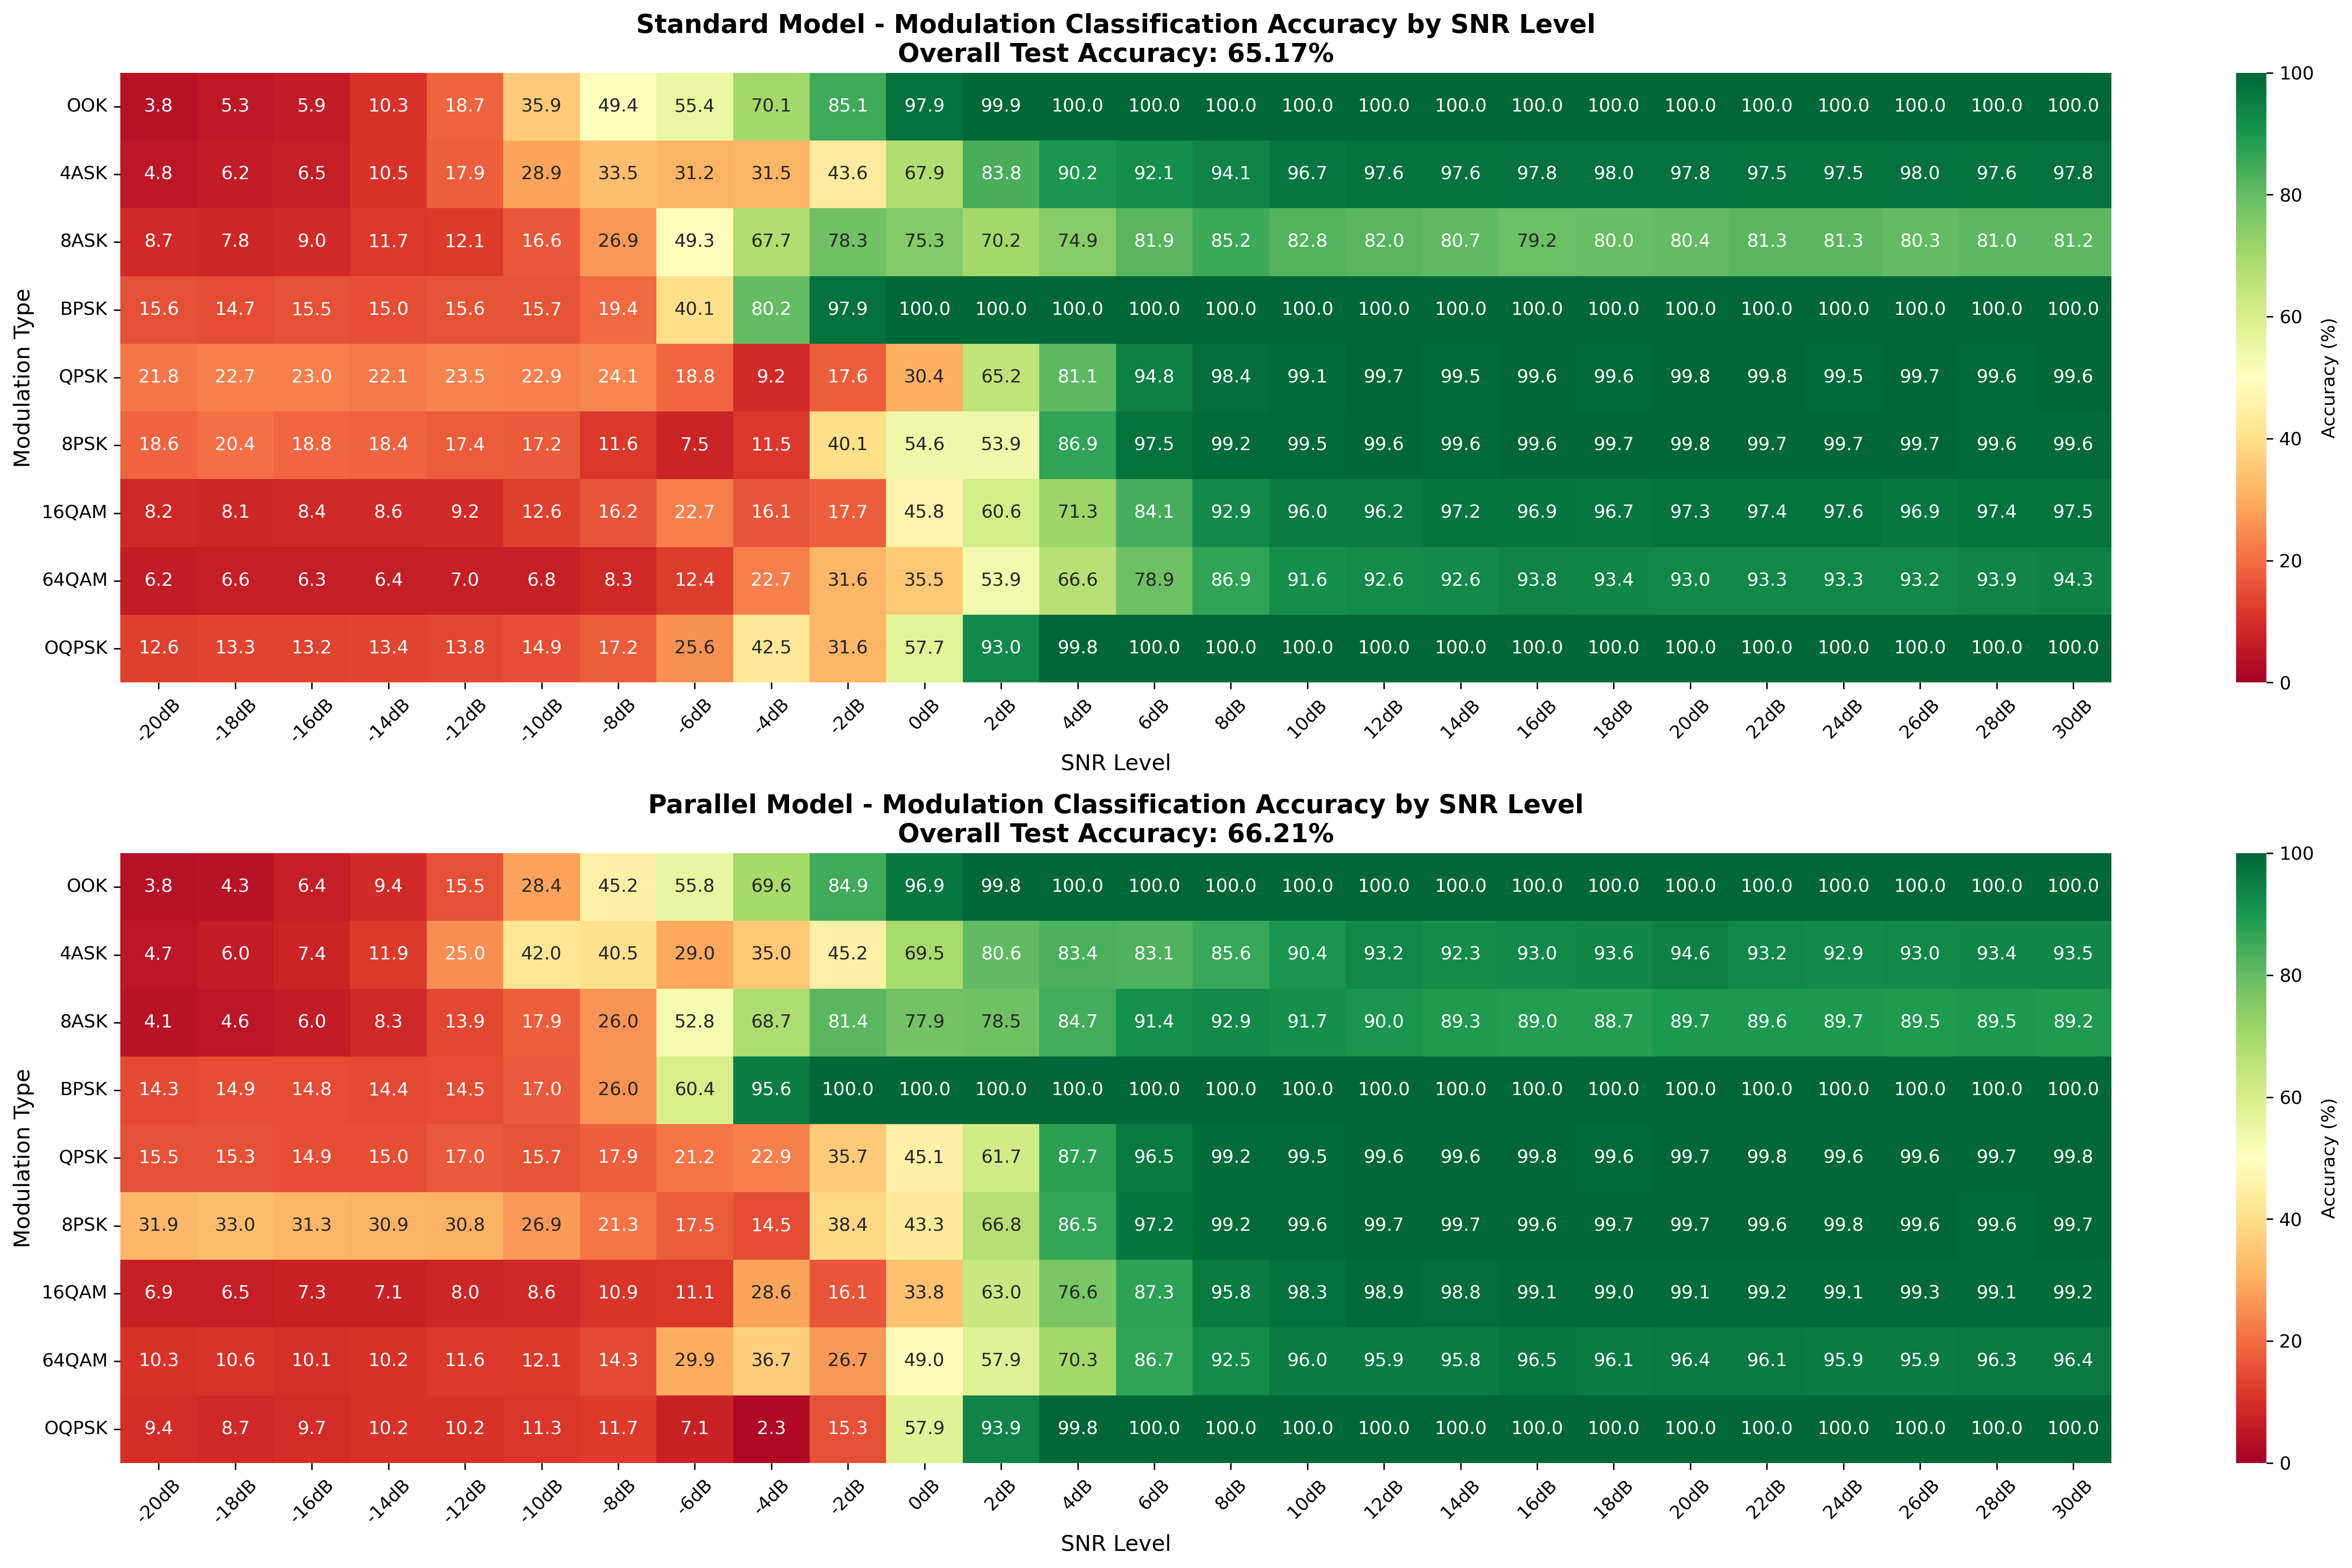 Standard Model - Modulation Classification Accuracy by SNR Level
Overall Test Accuracy: 65.17%
OOK 3.8 5.3 5.9 10.3 18.7 35.9 49.4 55.4 70.1 85.1 97.9 99.9 100.0 100.0 100.0 100.0 100.0 100.0 100.0 100.0 100.0 100.0 100.0 100.0 100.0 100.0
4ASK 4.8 6.2 6.5 10.5 17.9 28.9 33.5 31.2 31.5 43.6 67.9 83.8 90.2 92.1 94.1 96.7 97.6 97.6 97.8 98.0 97.8 97.5 97.5 98.0 97.6 97.8
8ASK 8.7 7.8 9.0 11.7 12.1 16.6 26.9 49.3 67.7 78.3 75.3 70.2 74.9 81.9 85.2 82.8 82.0 80.7 79.2 80.0 80.4 81.3 81.3 80.3 81.0 81.2
BPSK 15.6 14.7 15.5 15.0 15.6 15.7 19.4 40.1 80.2 97.9 100.0 100.0 100.0 100.0 100.0 100.0 100.0 100.0 100.0 100.0 100.0 100.0 100.0 100.0 100.0 100.0
QPSK 21.8 22.7 23.0 22.1 23.5 22.9 24.1 18.8 9.2 17.6 30.4 65.2 81.1 94.8 98.4 99.1 99.7 99.5 99.6 99.6 99.8 99.8 99.5 99.7 99.6 99.6
8PSK 18.6 20.4 18.8 18.4 17.4 17.2 11.6 7.5 11.5 40.1 54.6 53.9 86.9 97.5 99.2 99.5 99.6 99.6 99.6 99.7 99.8 99.7 99.7 99.7 99.6 99.6
16QAM 8.2 8.1 8.4 8.6 9.2 12.6 16.2 22.7 16.1 17.7 45.8 60.6 71.3 84.1 92.9 96.0 96.2 97.2 96.9 96.7 97.3 97.4 97.6 96.9 97.4 97.5
64QAM 6.2 6.6 6.3 6.4 7.0 6.8 8.3 12.4 22.7 31.6 35.5 53.9 66.6 78.9 86.9 91.6 92.6 92.6 93.8 93.4 93.0 93.3 93.3 93.2 93.9 94.3
OQPSK 12.6 13.3 13.2 13.4 13.8 14.9 17.2 25.6 42.5 31.6 57.7 93.0 99.8 100.0 100.0 100.0 100.0 100.0 100.0 100.0 100.0 100.0 100.0 100.0 100.0 100.0
-20dB -18dB -16dB -14dB -12dB -10dB -8dB -6dB -4dB -2dB 0dB 2dB 4dB 6dB 8dB 10dB 12dB 14dB 16dB 18dB 20dB 22dB 24dB 26dB 28dB 30dB
SNR Level
Modulation Type
100
80
60
40
20
0
Accuracy (%)
Parallel Model - Modulation Classification Accuracy by SNR Level
Overall Test Accuracy: 66.21%
OOK 3.8 4.3 6.4 9.4 15.5 28.4 45.2 55.8 69.6 84.9 96.9 99.8 100.0 100.0 100.0 100.0 100.0 100.0 100.0 100.0 100.0 100.0 100.0 100.0 100.0 100.0
4ASK 4.7 6.0 7.4 11.9 25.0 42.0 40.5 29.0 35.0 45.2 69.5 80.6 83.4 83.1 85.6 90.4 93.2 92.3 93.0 93.6 94.6 93.2 92.9 93.0 93.4 93.5
8ASK 4.1 4.6 6.0 8.3 13.9 17.9 26.0 52.8 68.7 81.4 77.9 78.5 84.7 91.4 92.9 91.7 90.0 89.3 89.0 88.7 89.7 89.6 89.7 89.5 89.5 89.2
BPSK 14.3 14.9 14.8 14.4 14.5 17.0 26.0 60.4 95.6 100.0 100.0 100.0 100.0 100.0 100.0 100.0 100.0 100.0 100.0 100.0 100.0 100.0 100.0 100.0 100.0 100.0
QPSK 15.5 15.3 14.9 15.0 17.0 15.7 17.9 21.2 22.9 35.7 45.1 61.7 87.7 96.5 99.2 99.5 99.6 99.6 99.8 99.6 99.7 99.8 99.6 99.6 99.7 99.8
8PSK 31.9 33.0 31.3 30.9 30.8 26.9 21.3 17.5 14.5 38.4 43.3 66.8 86.5 97.2 99.2 99.6 99.7 99.7 99.6 99.7 99.7 99.6 99.8 99.6 99.6 99.7
16QAM 6.9 6.5 7.3 7.1 8.0 8.6 10.9 11.1 28.6 16.1 33.8 63.0 76.6 87.3 95.8 98.3 98.9 98.8 99.1 99.0 99.1 99.2 99.1 99.3 99.1 99.2
64QAM 10.3 10.6 10.1 10.2 11.6 12.1 14.3 29.9 36.7 26.7 49.0 57.9 70.3 86.7 92.5 96.0 95.9 95.8 96.5 96.1 96.4 96.1 95.9 95.9 96.3 96.4
OQPSK 9.4 8.7 9.7 10.2 10.2 11.3 11.7 7.1 2.3 15.3 57.9 93.9 99.8 100.0 100.0 100.0 100.0 100.0 100.0 100.0 100.0 100.0 100.0 100.0 100.0 100.0
-20dB -18dB -16dB -14dB -12dB -10dB -8dB -6dB -4dB -2dB 0dB 2dB 4dB 6dB 8dB 10dB 12dB 14dB 16dB 18dB 20dB 22dB 24dB 26dB 28dB 30dB
SNR Level
Modulation Type
100
80
60
40
20
0
Accuracy (%)